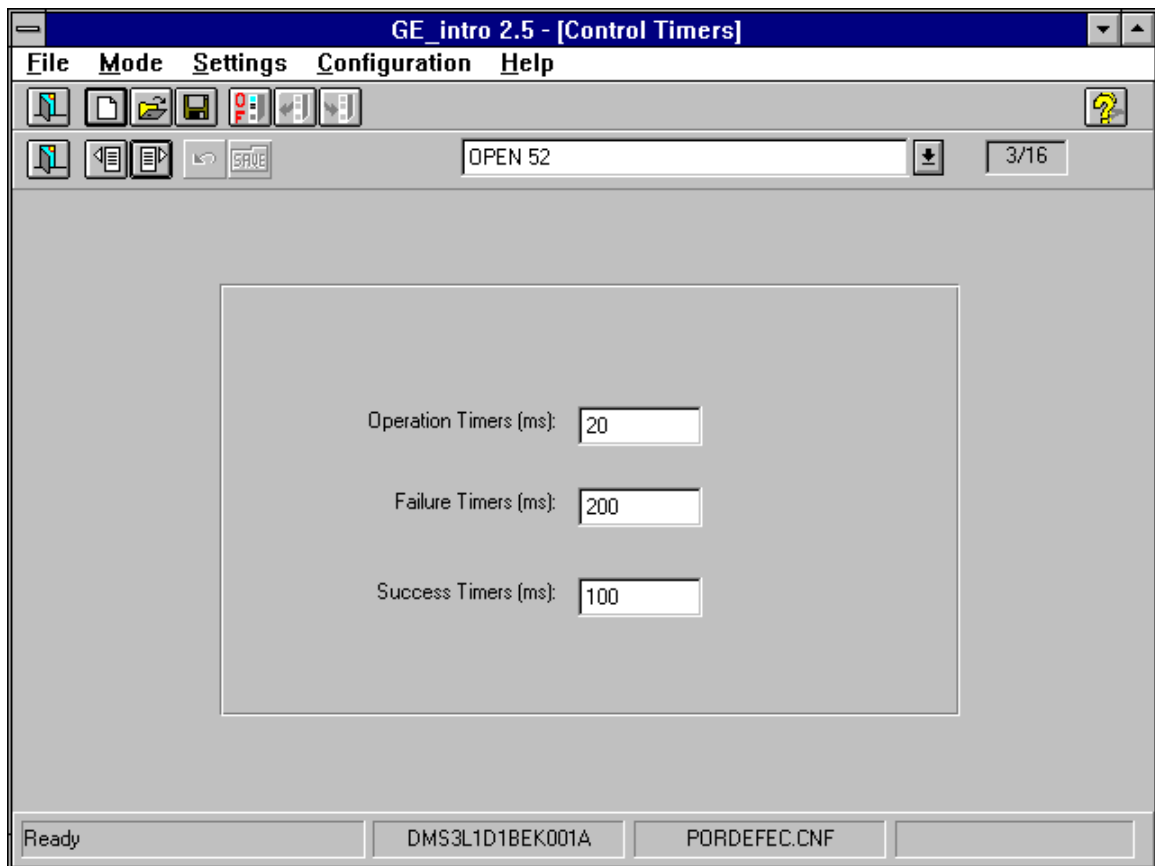 GE_intro 2.5 - [Control Timers]
File Mode Settings Configuration Help
O
F
SAVE OPEN 52 3/16
Operation Timers (ms): 20
Failure Timers (ms): 200
Success Timers (ms): 100
Ready DMS3L1D1BEK001A PORDEFEC.CNF